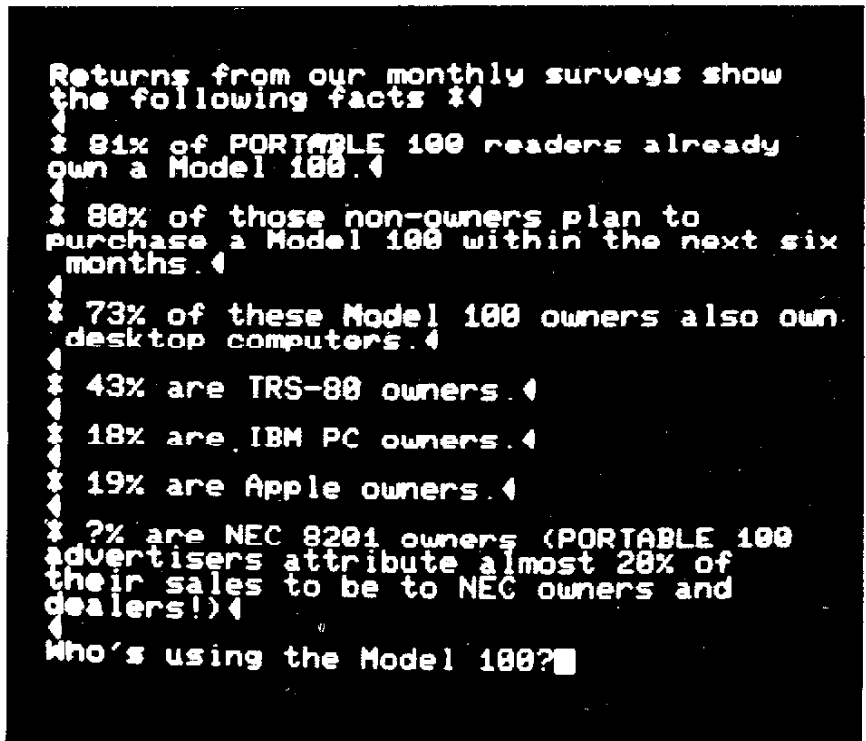 Returns from our monthly surveys show
the following facts *◀
◀
* 81% of PORTABLE 100 readers already
own a Model 100.◀
◀
* 80% of those non-owners plan to
purchase a Model 100 within the next six
months.◀
◀
* 73% of these Model 100 owners also own
desktop computers.◀
◀
* 43% are TRS-80 owners.◀
◀
* 18% are IBM PC owners.◀
◀
* 19% are Apple owners.◀
◀
* ?% are NEC 8201 owners (PORTABLE 100
advertisers attribute almost 20% of
their sales to be to NEC owners and
dealers!)◀
◀
Who's using the Model 100?